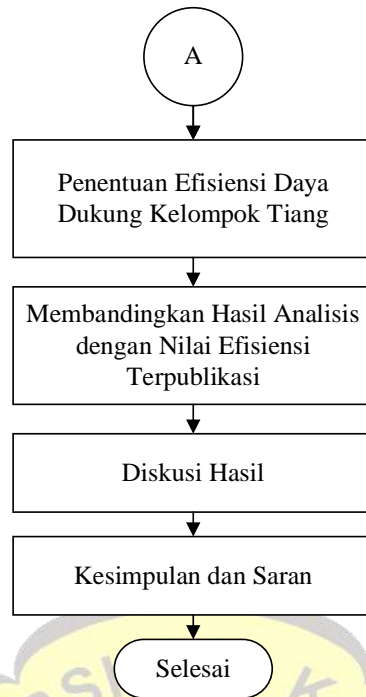 A
Penentuan Efisiensi Daya
Dukung Kelompok Tiang
Membandingkan Hasil Analisis
dengan Nilai Efisiensi
Terpublikasi
Diskusi Hasil
Kesimpulan dan Saran
Selesai